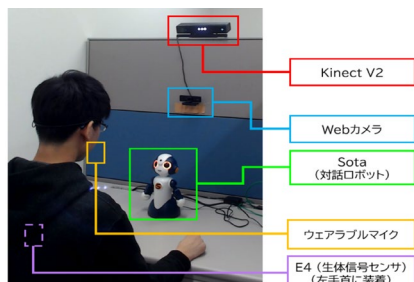 Kinect V2
Webカメラ
Sota
（対話ロボット）
ウェアラブルマイク
E4（生体信号センサ）
（左手首に装着）